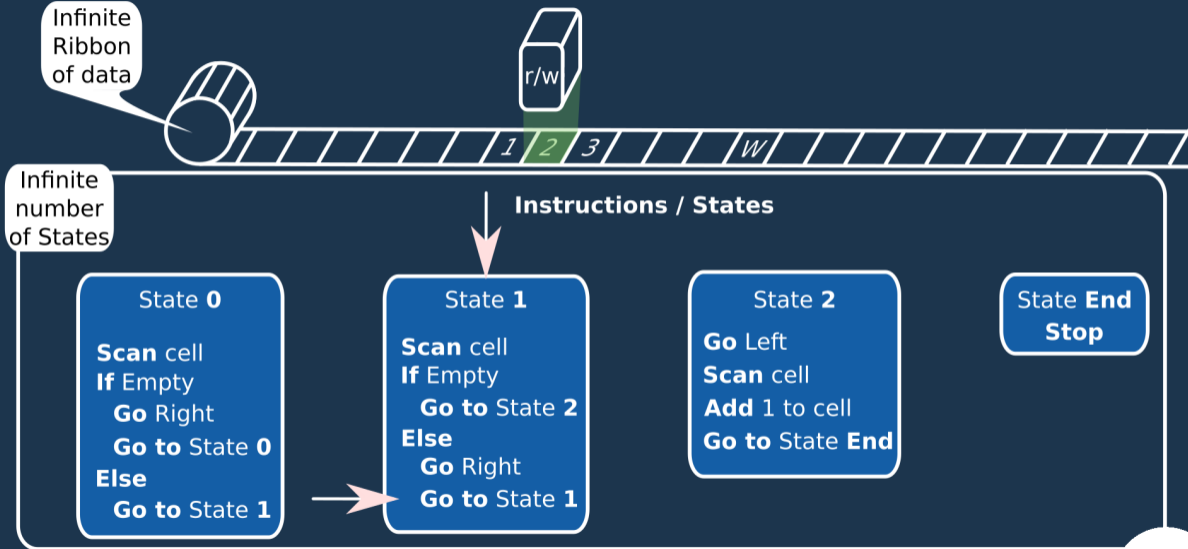 Infinite
Ribbon
of data
r/w
1 2 3 W
Infinite
number
of States
Instructions / States
State 0
Scan cell
If Empty
Go Right
Go to State 0
Else
Go to State 1
State 1
Scan cell
If Empty
Go to State 2
Else
Go Right
Go to State 1
State 2
Go Left
Scan cell
Add 1 to cell
Go to State End
State End
Stop